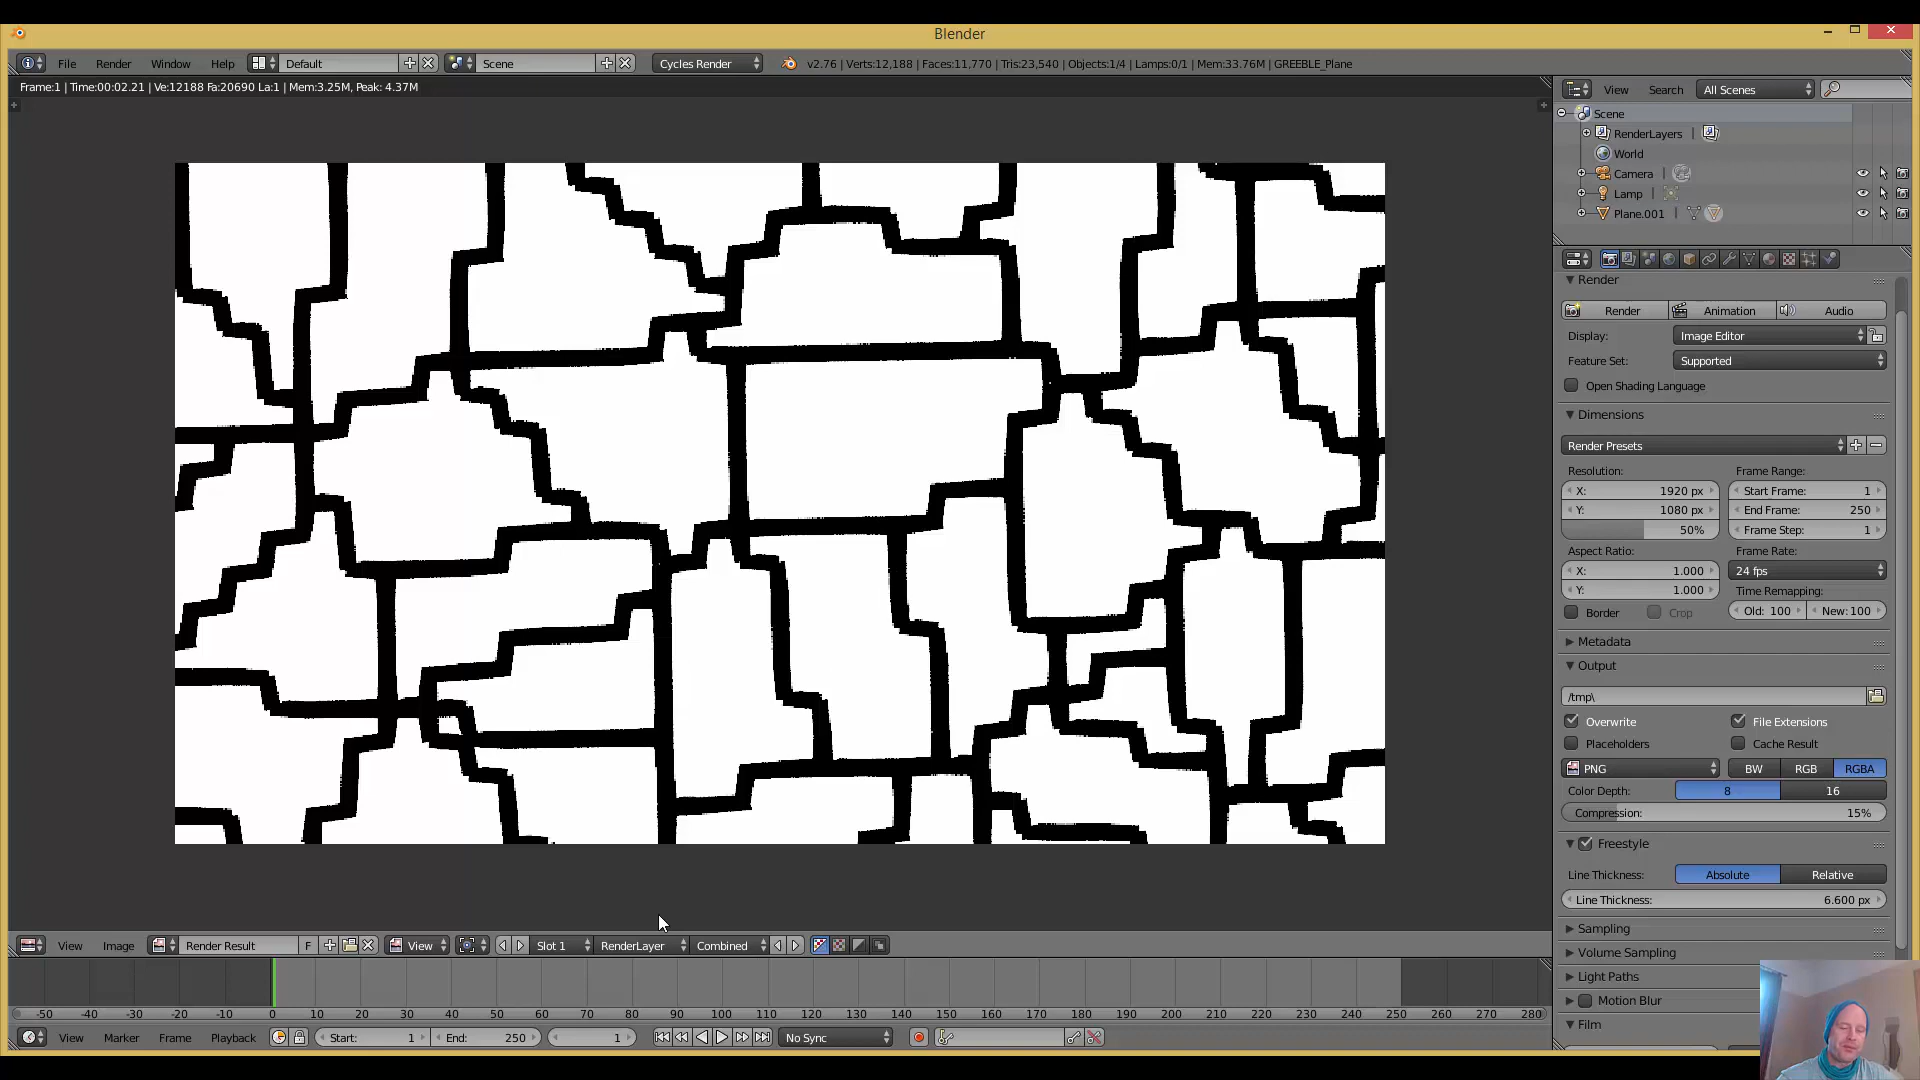 Blender
File Render Window Help Default Scene Cycles Render v2.76 | Verts:12,188 | Faces:11,770 | Tris:23,540 | Objects:1/4 | Lamps:0/1 | Mem:33.76M | GREEBLE_Plane
Frame:1 | Time:00:02.21 | Ve:12188 Fa:20690 La:1 | Mem:3.25M, Peak: 4.37M
View Search All Scenes
Scene
RenderLayers
World
Camera
Lamp
Plane.001
Render
Render Animation Audio
Display: Image Editor
Feature Set: Supported
Open Shading Language
Dimensions
Render Presets
Resolution: Frame Range:
X: 1920 px Start Frame: 1
Y: 1080 px End Frame: 250
50% Frame Step: 1
Aspect Ratio: Frame Rate:
X: 1.000 24 fps
Y: 1.000 Time Remapping:
Border Crop Old: 100 New: 100
Metadata
Output
/tmp\
Overwrite File Extensions
Placeholders Cache Result
PNG BW RGB RGBA
Color Depth: 8 16
Compression: 15%
Freestyle
Line Thickness: Absolute Relative
Line Thickness: 6.600 px
Sampling
Volume Sampling
Light Paths
Motion Blur
Film
View Image Render Result F View Slot 1 RenderLayer Combined
-50 -40 -30 -20 -10 0 10 20 30 40 50 60 70 80 90 100 110 120 130 140 150 160 170 180 190 200 210 220 230 240 250 260 270 280
View Marker Frame Playback Start: 1 End: 250 1 No Sync